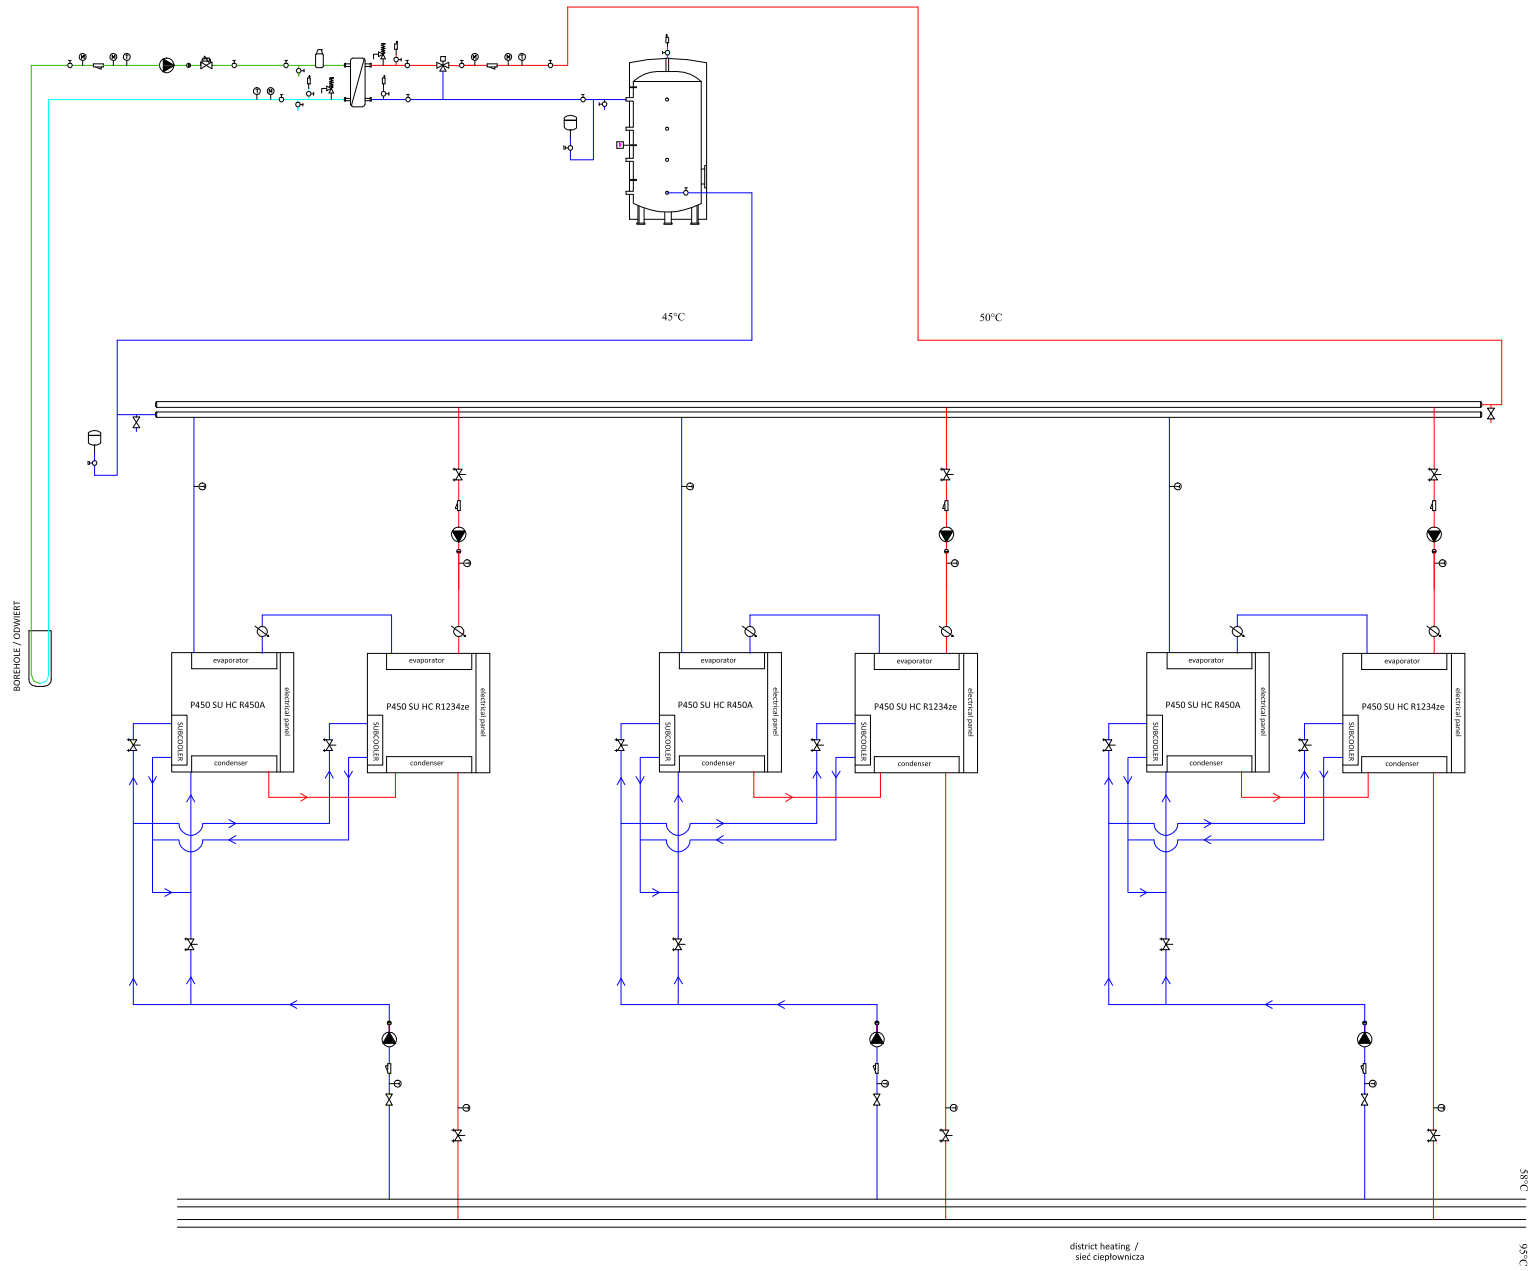 45°C
50°C
BOREHOLE / ODWIERT
evaporator
P450 SU HC R450A
electrical panel
SUBCOOLER
condenser
evaporator
P450 SU HC R1234ze
electrical panel
SUBCOOLER
condenser
evaporator
P450 SU HC R450A
electrical panel
SUBCOOLER
condenser
evaporator
P450 SU HC R1234ze
electrical panel
SUBCOOLER
condenser
evaporator
P450 SU HC R450A
electrical panel
SUBCOOLER
condenser
evaporator
P450 SU HC R1234ze
electrical panel
SUBCOOLER
condenser
58°C
district heating /
sieć ciepłownicza
95°C